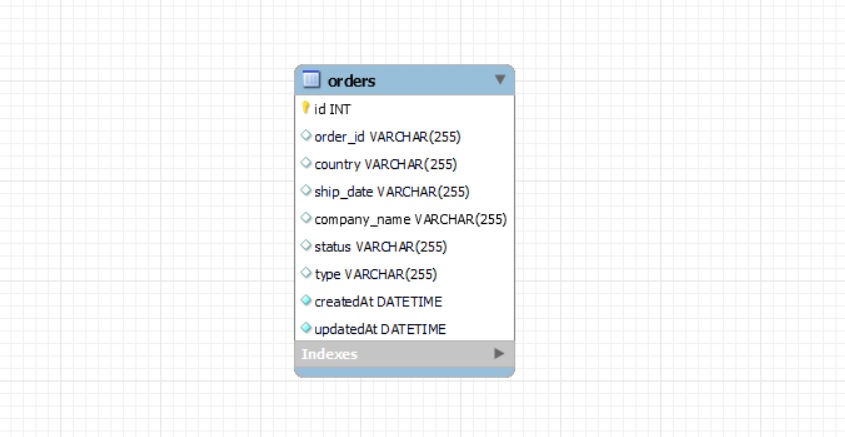 orders
id INT
order_id VARCHAR(255)
country VARCHAR(255)
ship_date VARCHAR(255)
company_name VARCHAR(255)
status VARCHAR(255)
type VARCHAR(255)
createdAt DATETIME
updatedAt DATETIME
Indexes